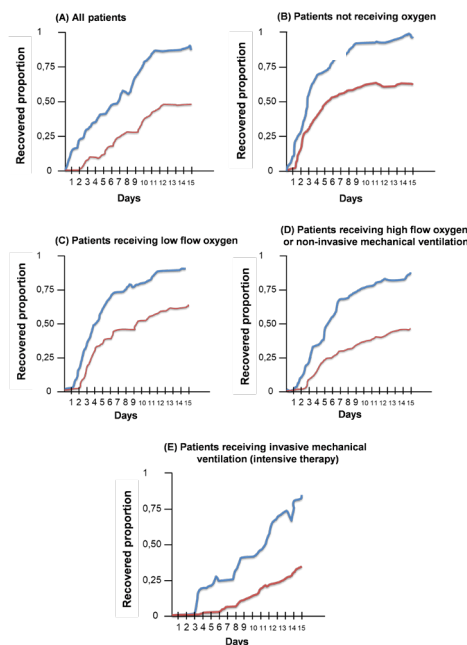 (A) All patients
Recovered proportion
1
0,75
0,50
0,25
0
1 2 3 4 5 6 7 8 9 10 11 12 13 14 15
Days
(B) Patients not receiving oxygen
Recovered proportion
1
0,75
0,50
0,25
0
1 2 3 4 5 6 7 8 9 10 11 12 13 14 15
Days
(C) Patients receiving low flow oxygen
Recovered proportion
1
0,75
0,50
0,25
0
1 2 3 4 5 6 7 8 9 10 11 12 13 14 15
Days
(D) Patients receiving high flow oxygen
or non-invasive mechanical ventilation
Recovered proportion
1
0,75
0,50
0,25
0
1 2 3 4 5 6 7 8 9 10 11 12 13 14 15
Days
(E) Patients receiving invasive mechanical
ventilation (intensive therapy)
Recovered proportion
1
0,75
0,50
0,25
0
1 2 3 4 5 6 7 8 9 10 11 12 13 14 15
Days